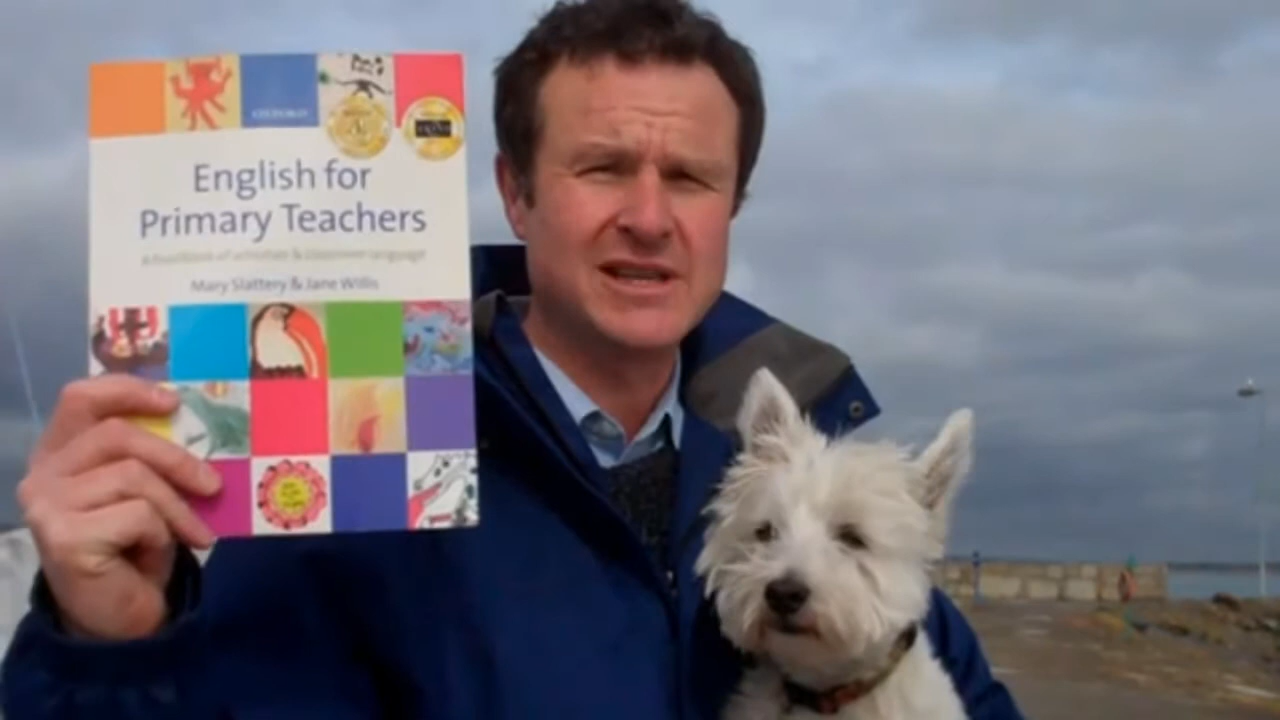 OXFORD
English for
Primary Teachers
A handbook of activities & classroom language
Mary Slattery & Jane Willis